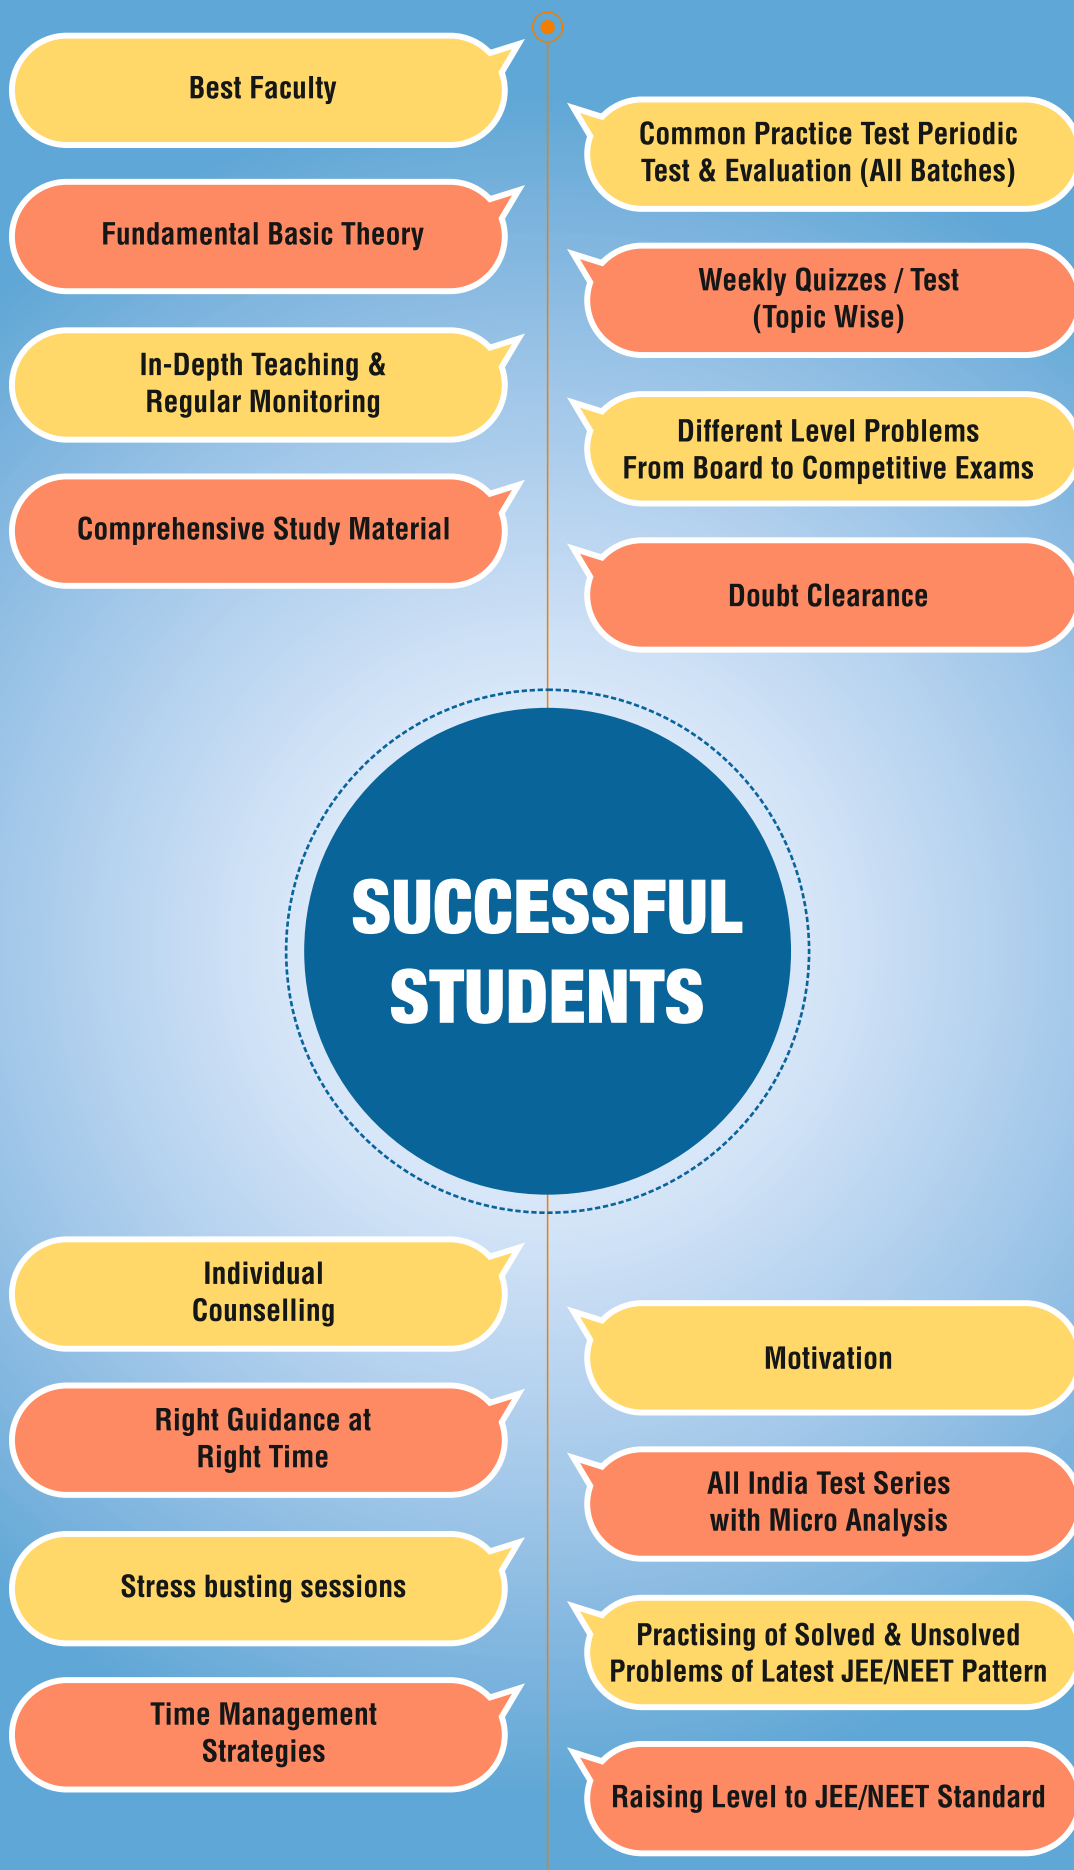 Best Faculty
Common Practice Test Periodic
Test & Evaluation (All Batches)
Fundamental Basic Theory
Weekly Quizzes / Test
(Topic Wise)
In-Depth Teaching &
Regular Monitoring
Different Level Problems
From Board to Competitive Exams
Comprehensive Study Material
Doubt Clearance
SUCCESSFUL
STUDENTS
Individual
Counselling
Motivation
Right Guidance at
Right Time
All India Test Series
with Micro Analysis
Stress busting sessions
Practising of Solved & Unsolved
Problems of Latest JEE/NEET Pattern
Time Management
Strategies
Raising Level to JEE/NEET Standard